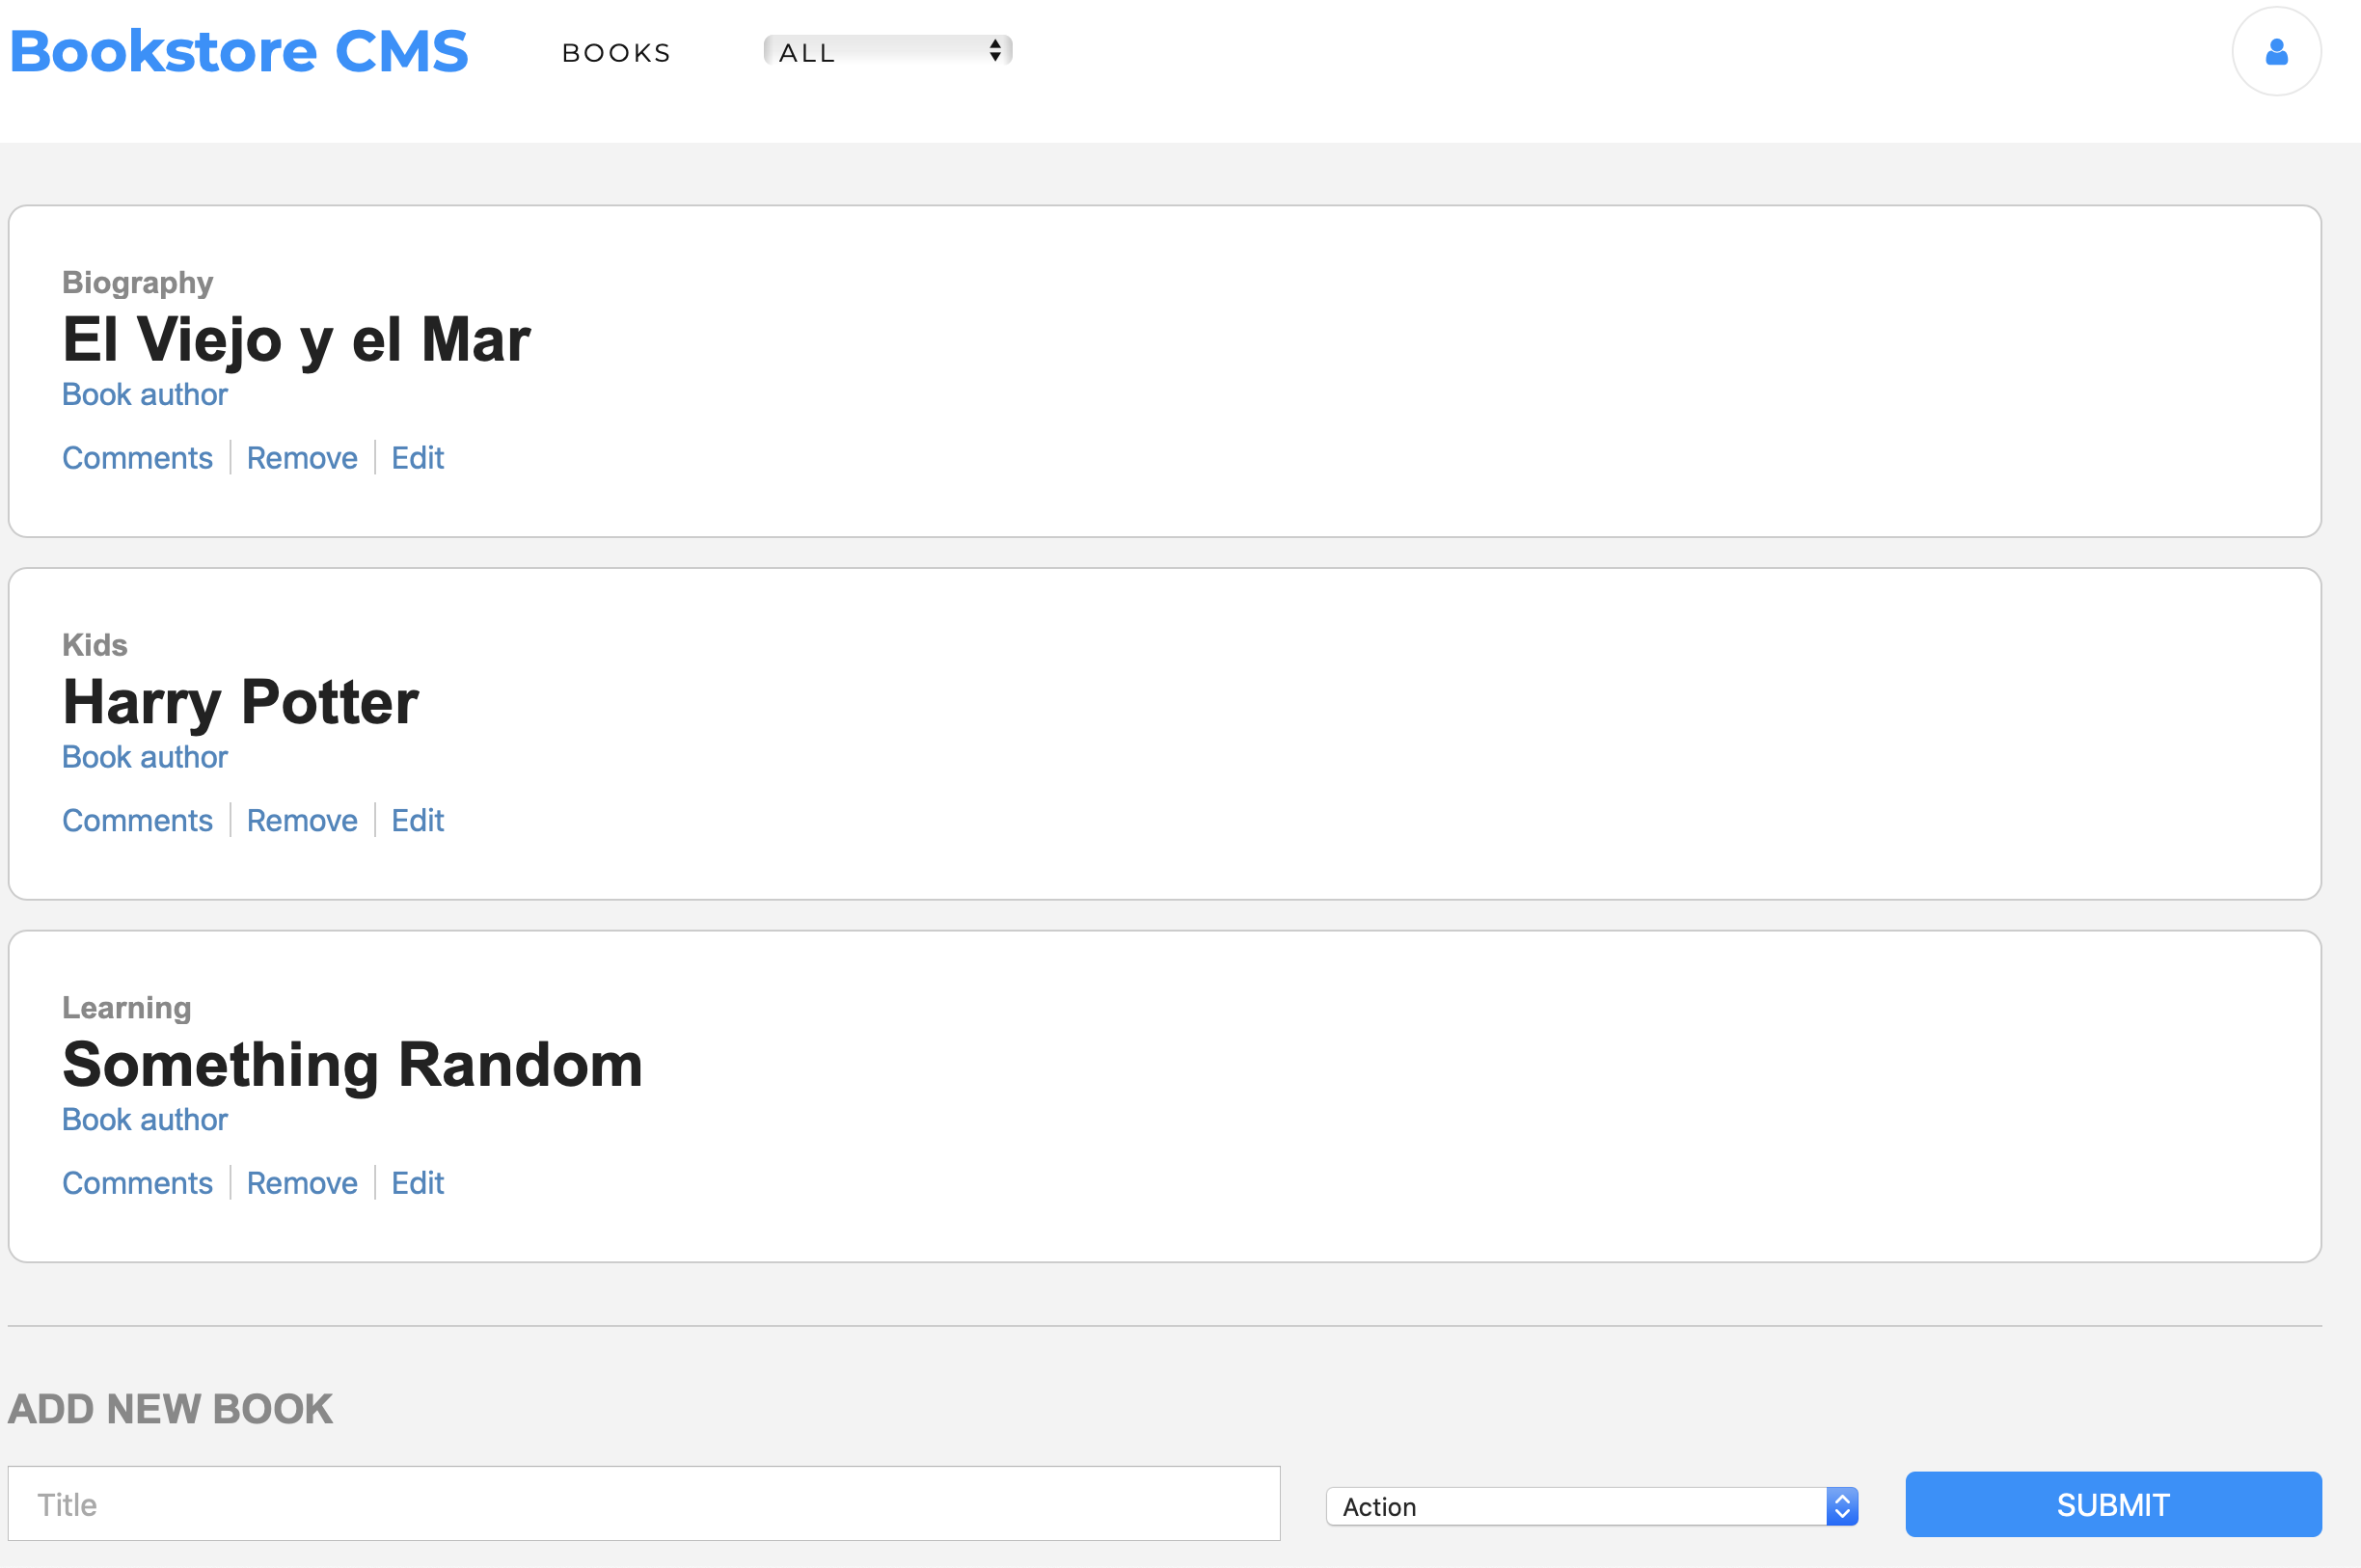 Bookstore CMS BOOKS ALL
Biography
El Viejo y el Mar
Book author
Comments Remove Edit
Kids
Harry Potter
Book author
Comments Remove Edit
Learning
Something Random
Book author
Comments Remove Edit
ADD NEW BOOK
Title Action SUBMIT